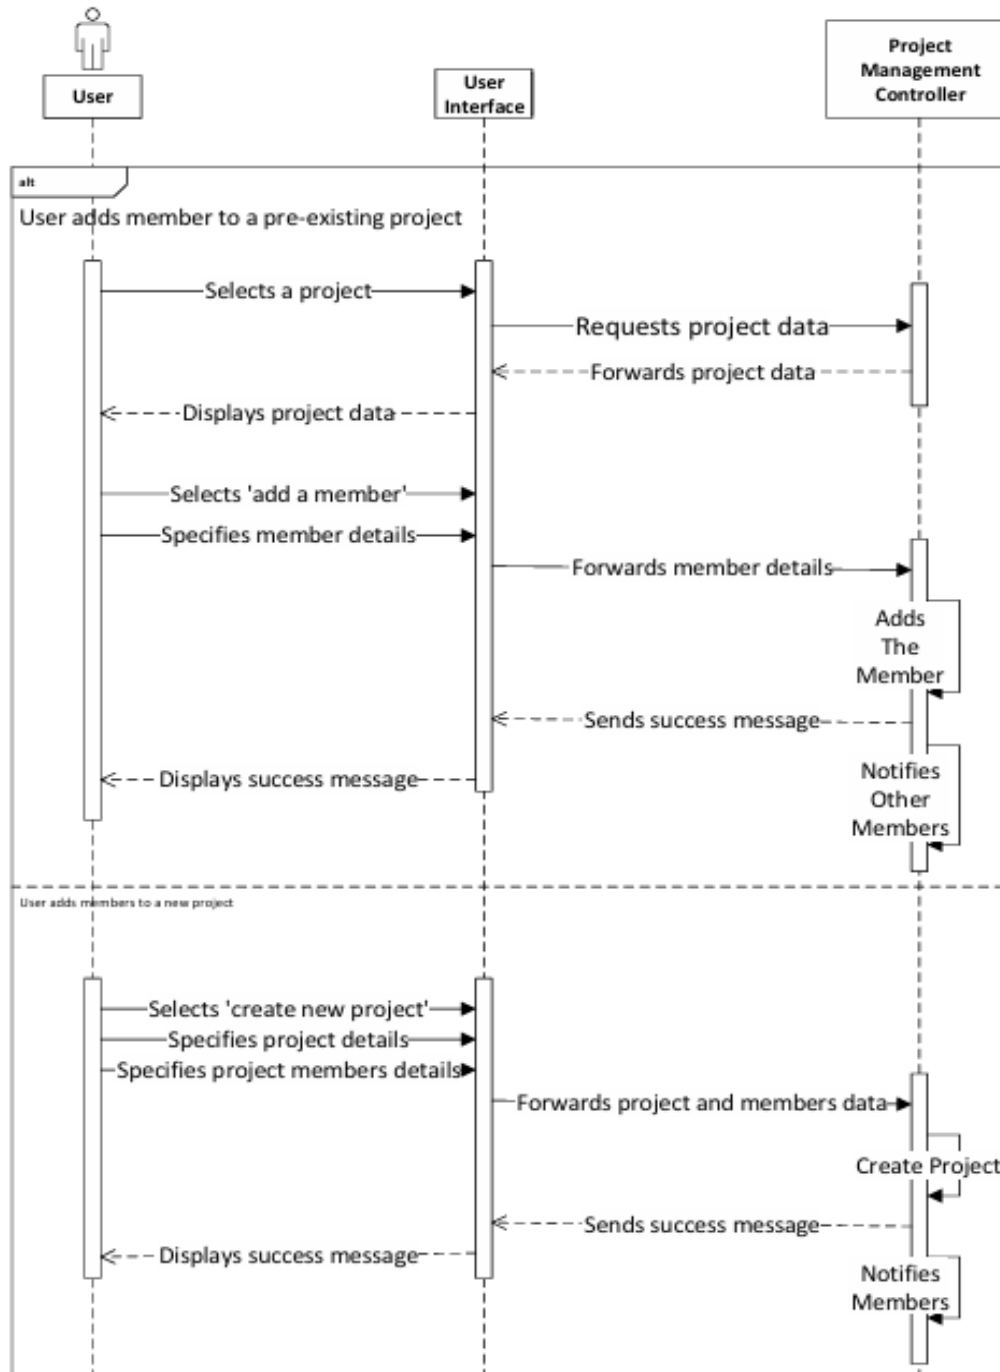 User
User
Interface
Project
Management
Controller
alt
User adds member to a pre-existing project
Selects a project
Requests project data
Forwards project data
Displays project data
Selects 'add a member'
Specifies member details
Forwards member details
Adds
The
Member
Sends success message
Displays success message
Notifies
Other
Members
User adds members to a new project
Selects 'create new project'
Specifies project details
Specifies project members details
Forwards project and members data
Create Project
Sends success message
Displays success message
Notifies
Members